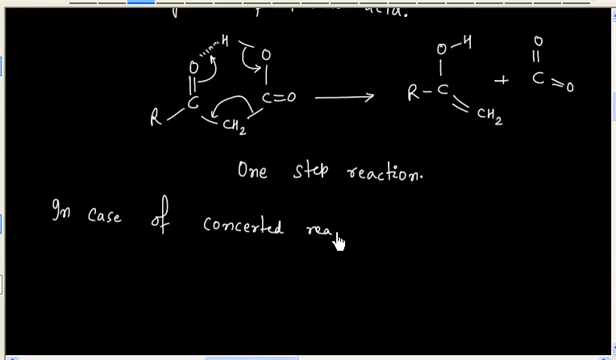 H
O
O
C
C=O
R
CH2
O-H
R-C
CH2
+
O
C
O
One step reaction.
In case of concerted rea